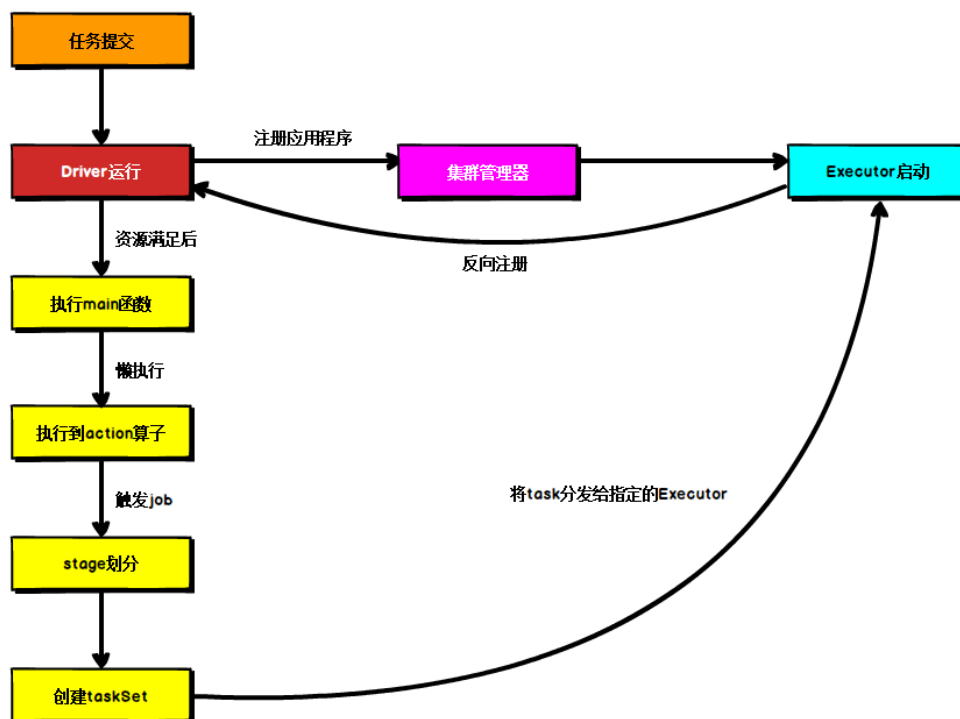 任务提交
注册应用程序
Driver运行
集群管理器
Executor启动
资源满足后
反向注册
执行main函数
懒执行
执行到action算子
触发job
将task分发给指定的Executor
stage划分
创建taskSet